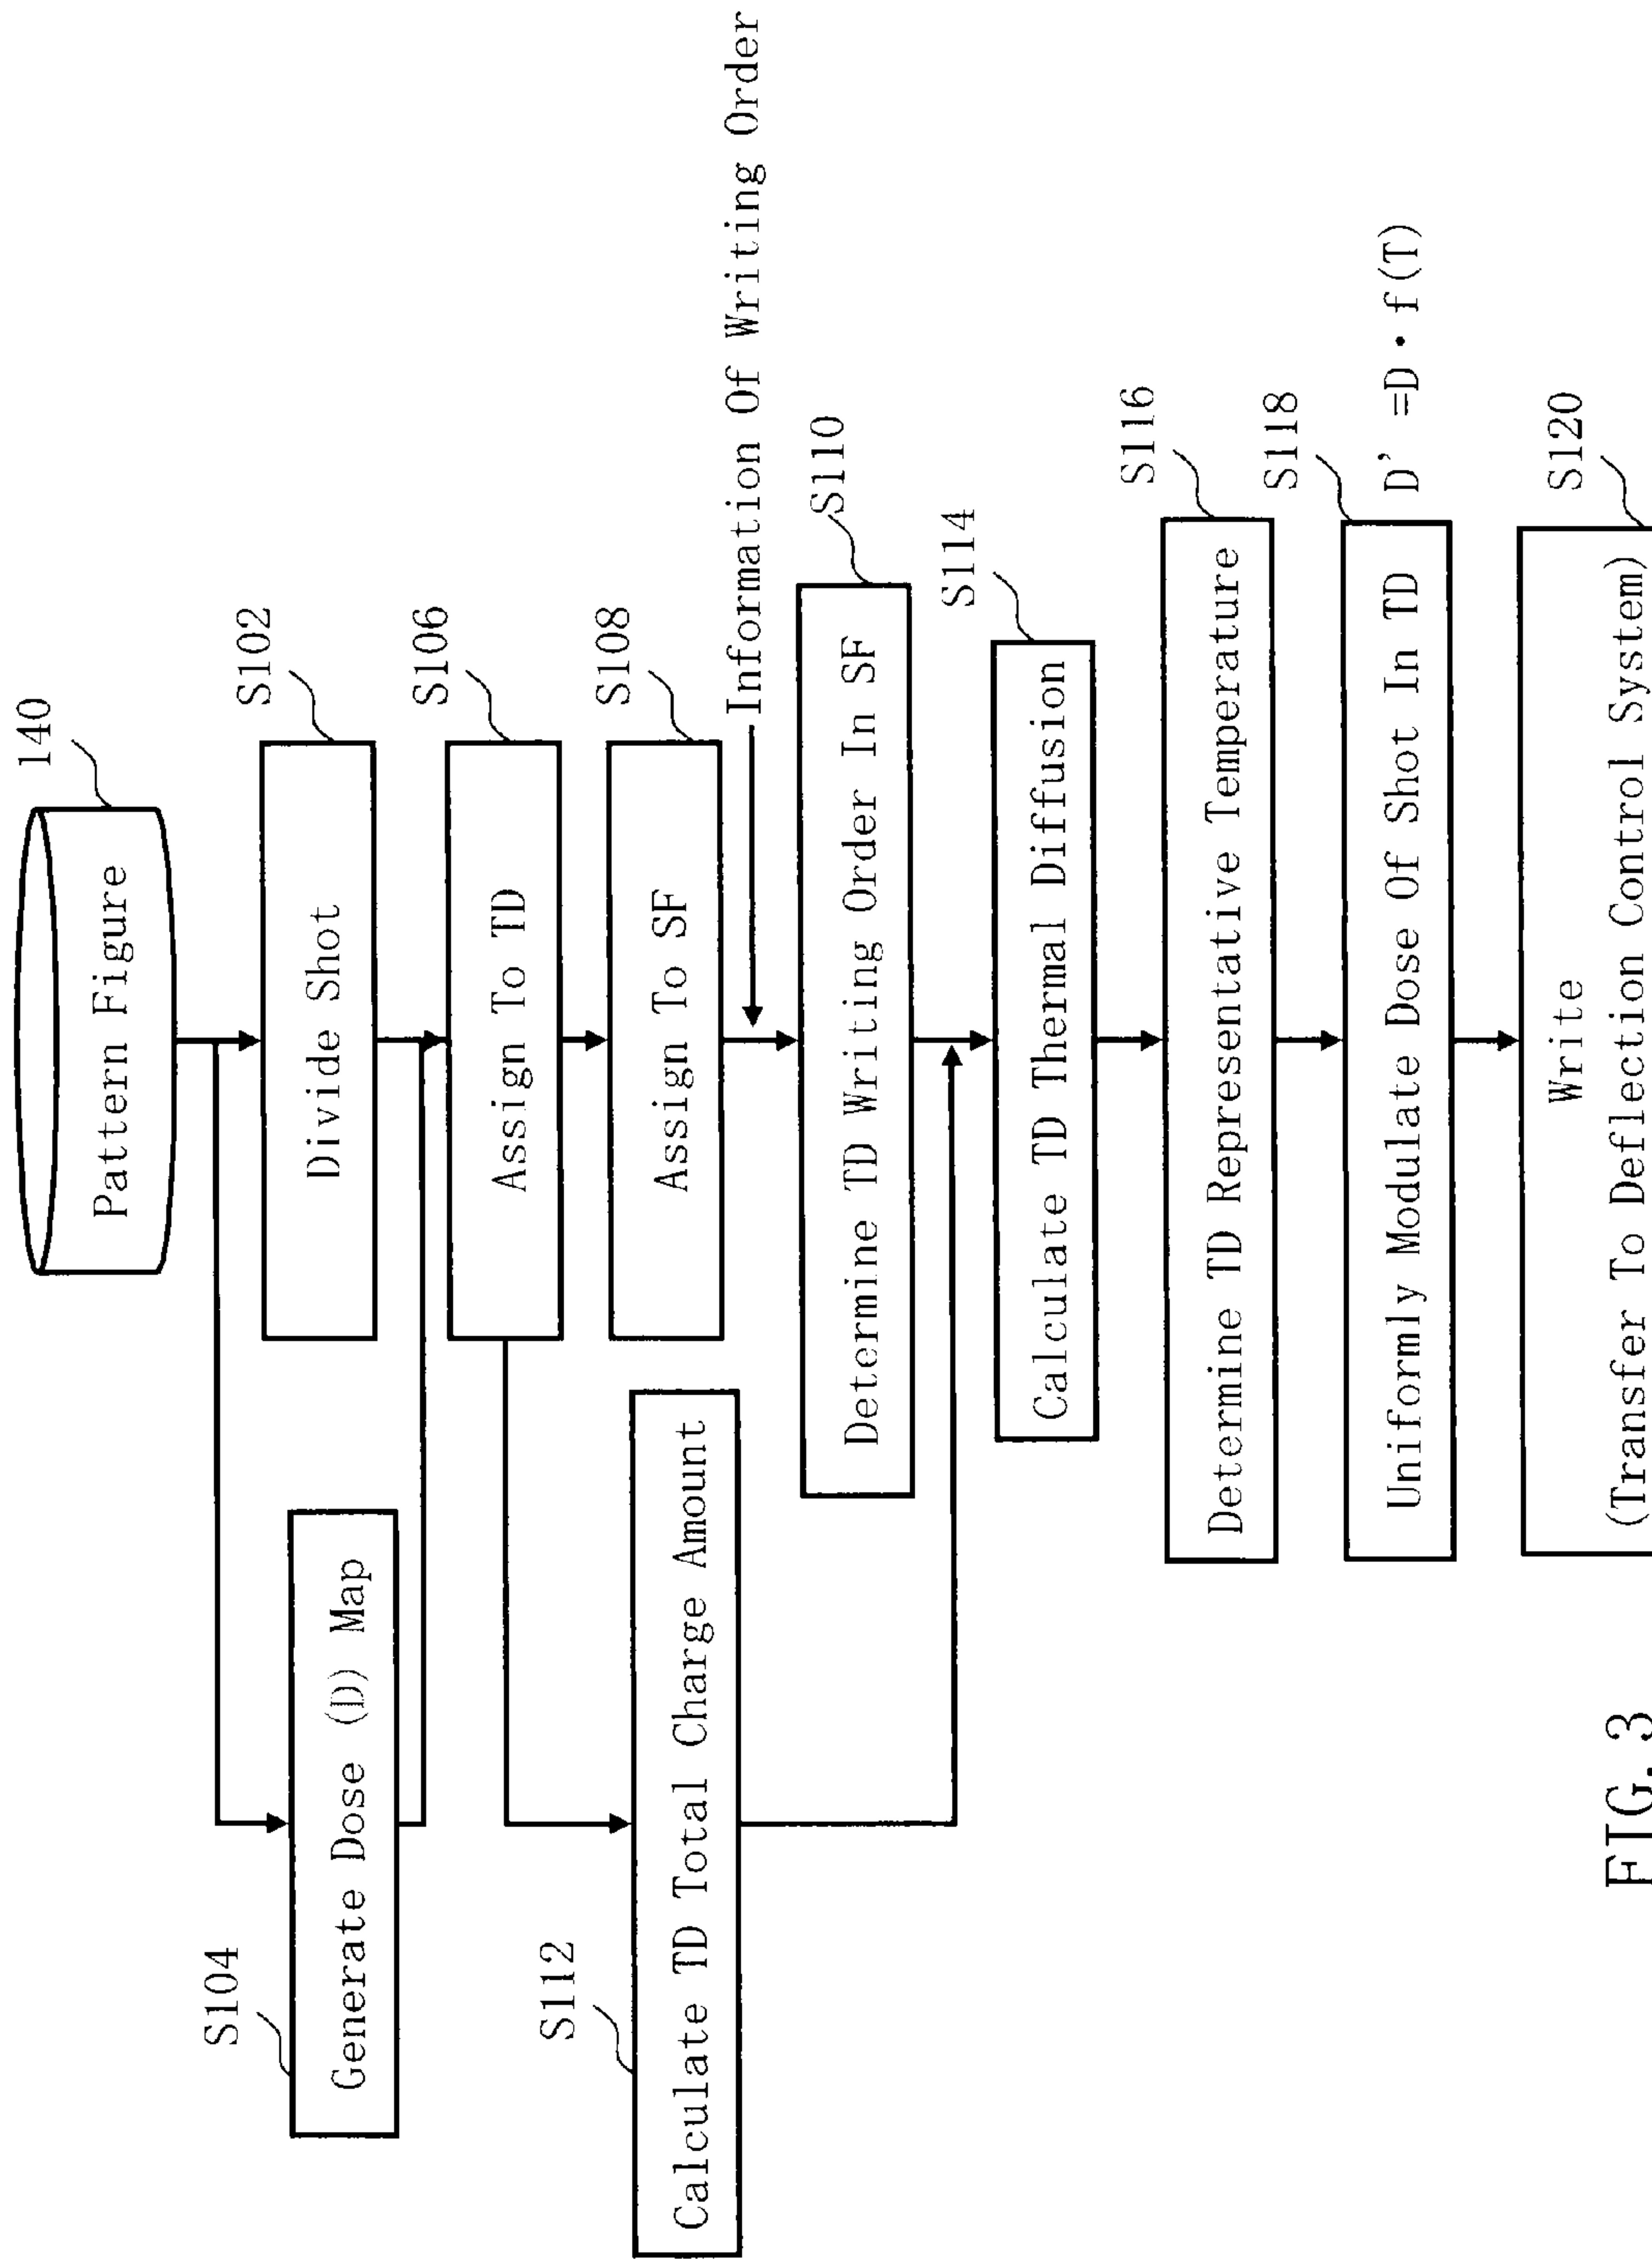 140
Pattern Figure
S102
Divide Shot
S104
Generate Dose (D) Map
S106
Assign To TD
S108
Assign To SF
S112
Calculate TD Total Charge Amount
Information Of Writing Order
S110
Determine TD Writing Order In SF
S114
Calculate TD Thermal Diffusion
S116
Determine TD Representative Temperature
S118
Uniformly Modulate Dose Of Shot In TD
D' =D・f(T)
S120
Write
(Transfer To Deflection Control System)
FIG. 3